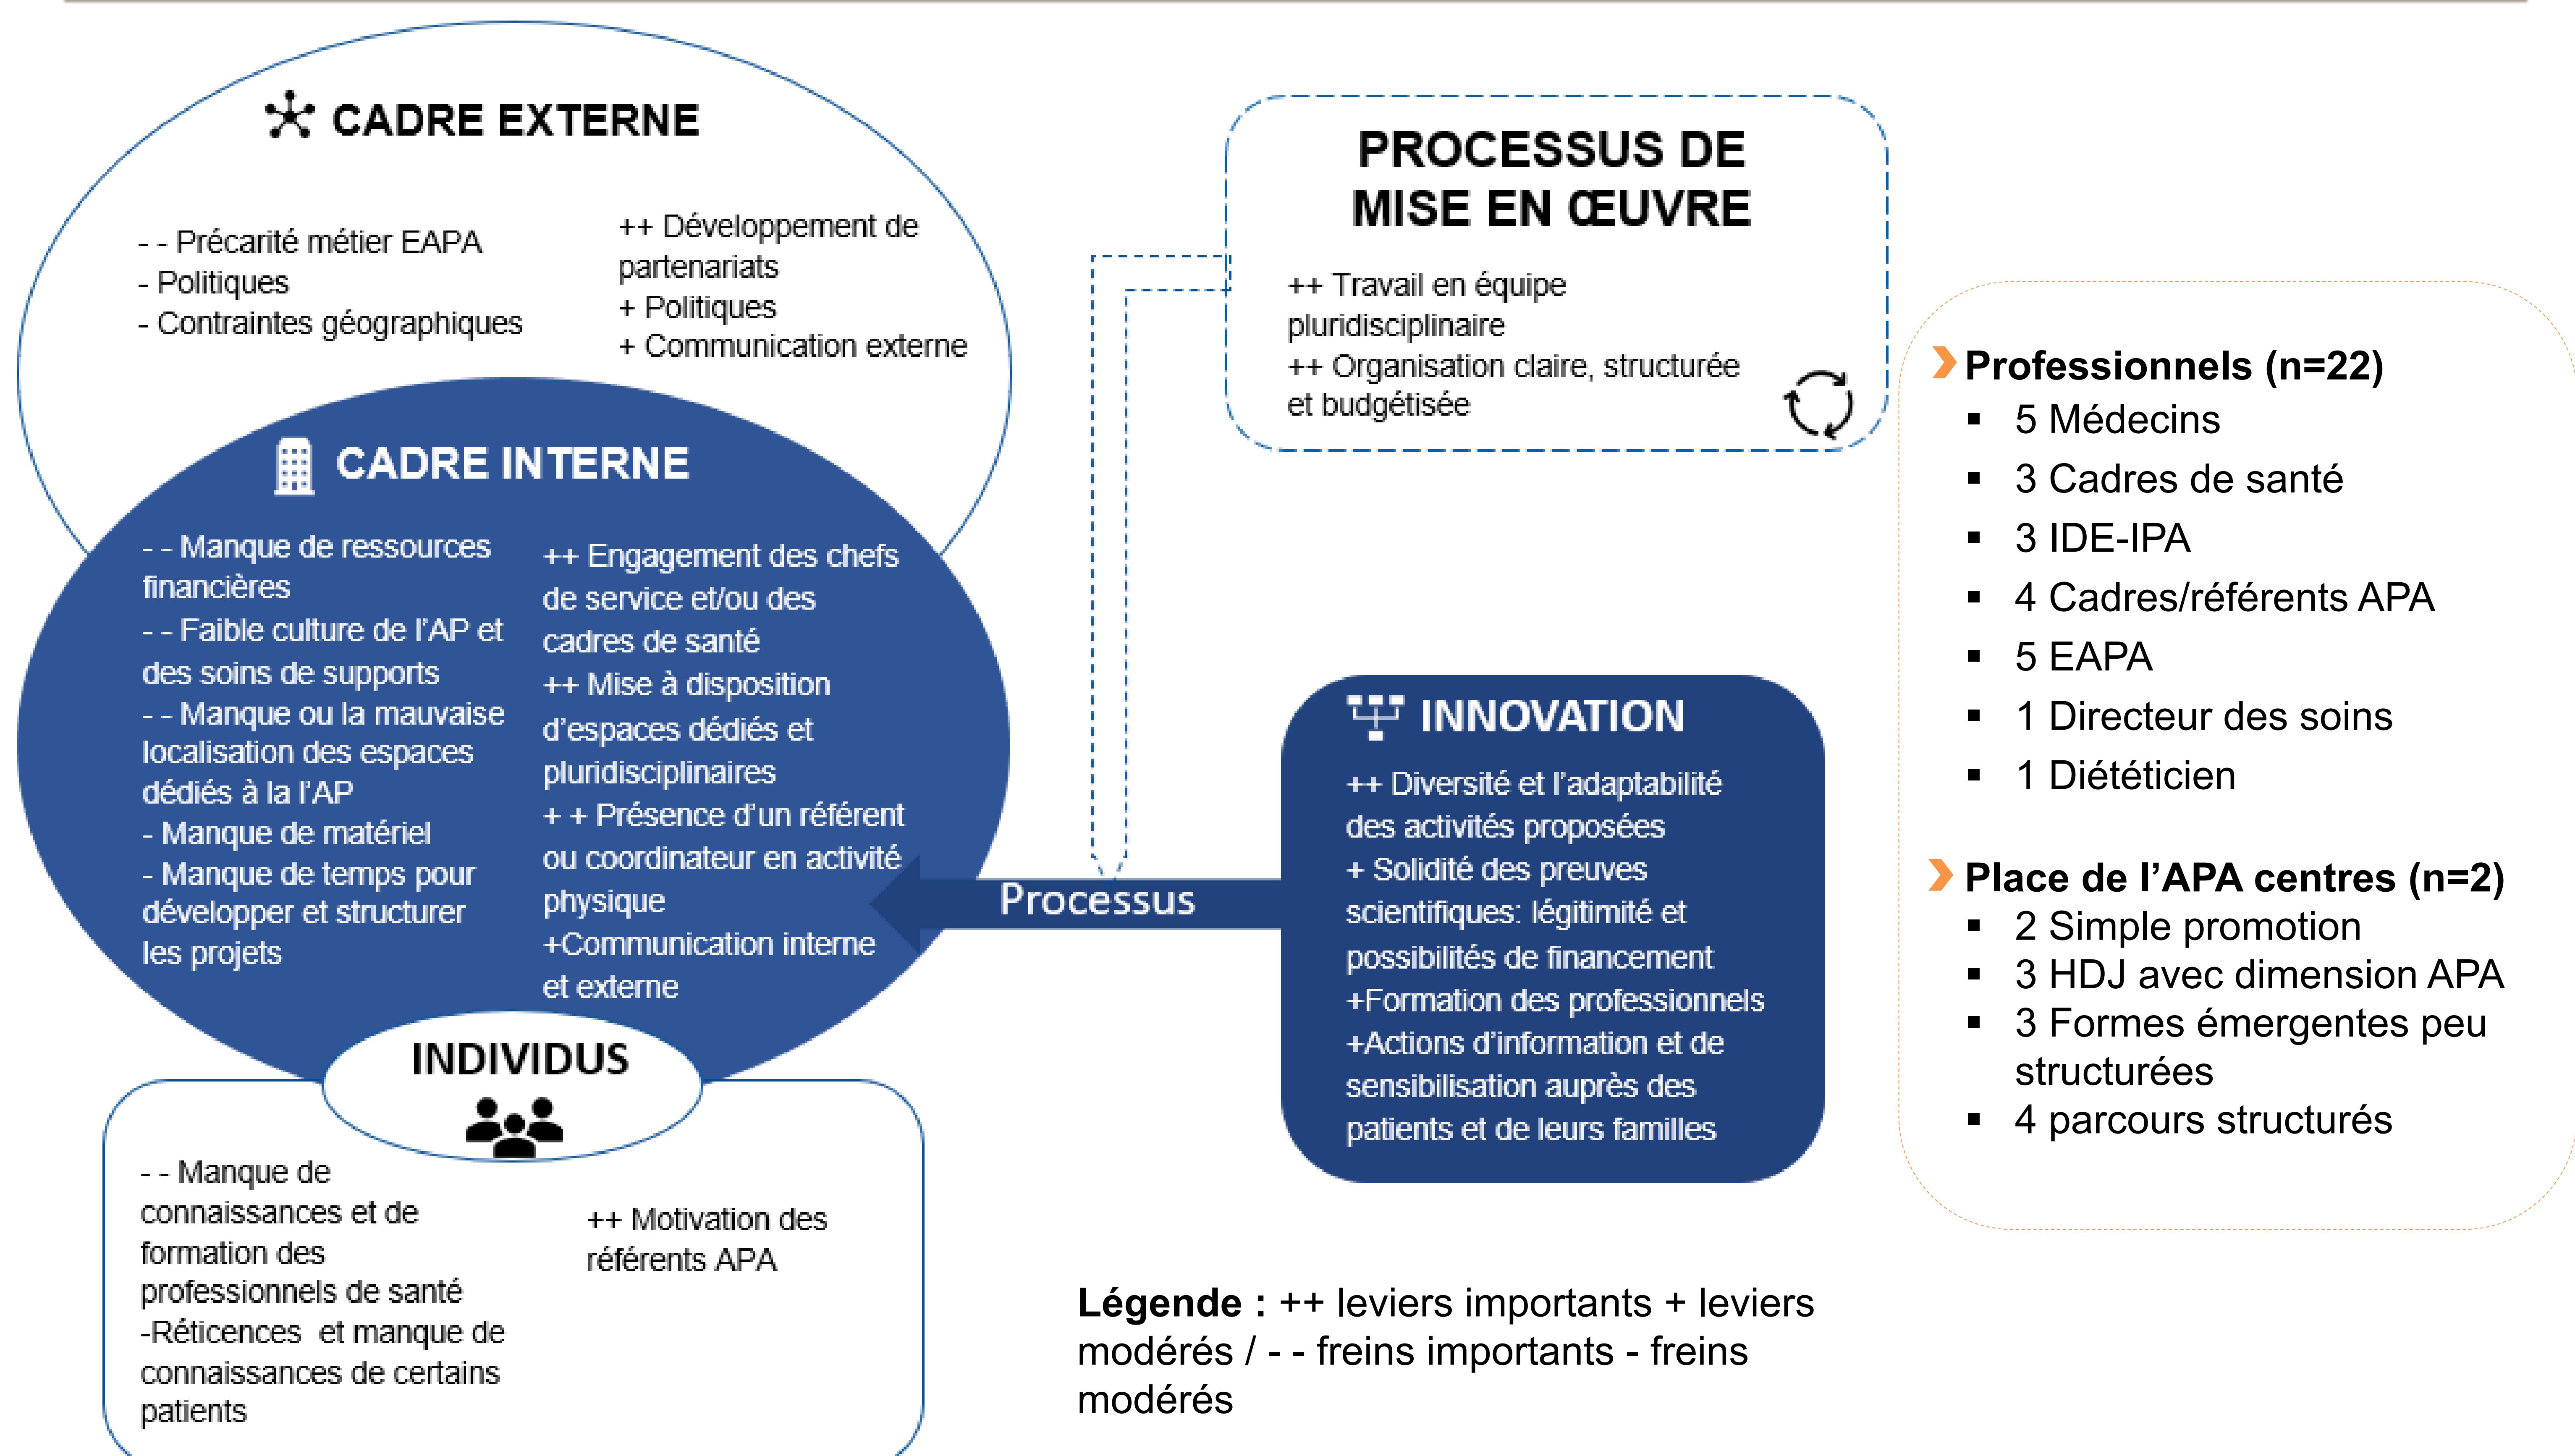 CADRE EXTERNE
- - Précarité métier EAPA
- Politiques
- Contraintes géographiques
++ Développement de
partenariats
+ Politiques
+ Communication externe
CADRE INTERNE
- - Manque de ressources
financières
- - Faible culture de l'AP et
des soins de supports
- - Manque ou la mauvaise
localisation des espaces
dédiés à la l'AP
- Manque de matériel
- Manque de temps pour
développer et structurer
les projets
++ Engagement des chefs
de service et/ou des
cadres de santé
++ Mise à disposition
d'espaces dédiés et
pluridisciplinaires
+ + Présence d'un référent
ou coordinateur en activité
physique
+Communication interne
et externe
INDIVIDUS
- - Manque de
connaissances et de
formation des
professionnels de santé
-Réticences et manque de
connaissances de certains
patients
++ Motivation des
référents APA
PROCESSUS DE
MISE EN ŒUVRE
++ Travail en équipe
pluridisciplinaire
++ Organisation claire, structurée
et budgétisée
Processus
INNOVATION
++ Diversité et l'adaptabilité
des activités proposées
+ Solidité des preuves
scientifiques: légitimité et
possibilités de financement
+Formation des professionnels
+Actions d'information et de
sensibilisation auprès des
patients et de leurs familles
Légende : ++ leviers importants + leviers
modérés / - - freins importants - freins
modérés
Professionnels (n=22)
▪ 5 Médecins
▪ 3 Cadres de santé
▪ 3 IDE-IPA
▪ 4 Cadres/référents APA
▪ 5 EAPA
▪ 1 Directeur des soins
▪ 1 Diététicien
Place de l'APA centres (n=2)
▪ 2 Simple promotion
▪ 3 HDJ avec dimension APA
▪ 3 Formes émergentes peu
structurées
▪ 4 parcours structurés